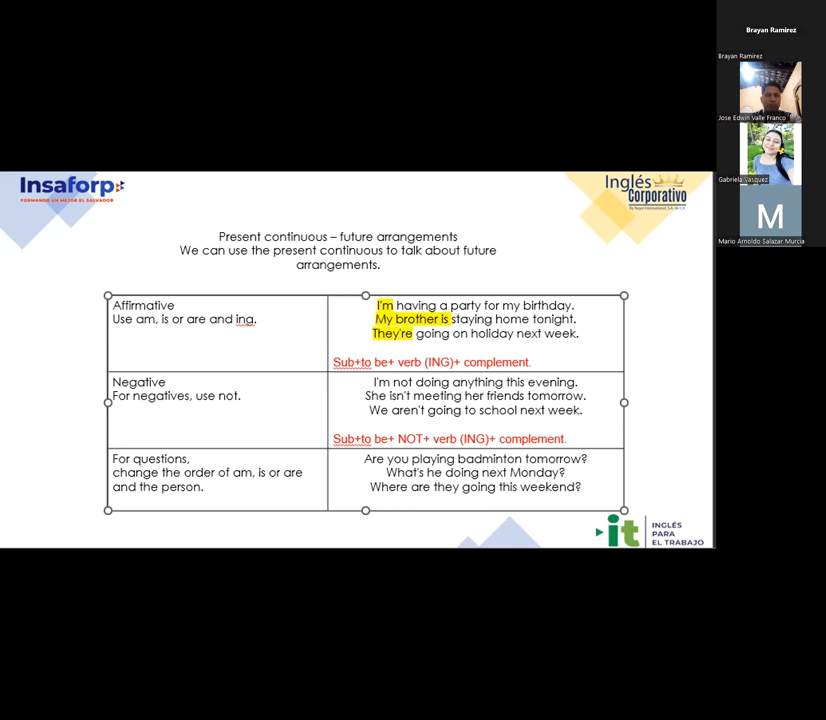 Brayan Ramirez
Brayan Ramirez
Jose Edwin Valle Franco
Gabriela Vasquez
M
Mario Arnoldo Salazar Murcia
Insaforp
FORMANDO UN MEJOR EL SALVADOR
Inglés
Corporativo
Present continuous – future arrangements
We can use the present continuous to talk about future
arrangements.
Affirmative
Use am, is or are and ing.
I'm having a party for my birthday.
My brother is staying home tonight.
They're going on holiday next week.
Sub+to be+ verb (ING)+ complement.
Negative
For negatives, use not.
I'm not doing anything this evening.
She isn't meeting her friends tomorrow.
We aren't going to school next week.
Sub+to be+ NOT+ verb (ING)+ complement.
For questions,
change the order of am, is or are
and the person.
Are you playing badminton tomorrow?
What's he doing next Monday?
Where are they going this weekend?
it
INGLÉS
PARA
EL TRABAJO